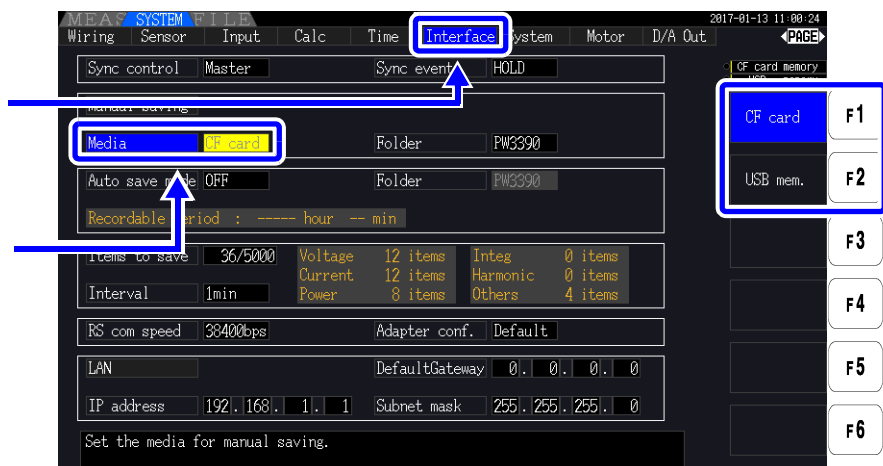 MEAS SYSTEM FILE 2017-01-13 11:00:24
Wiring Sensor Input Calc Time Interface System Motor D/A Out PAGE
Sync control Master Sync event HOLD
CF card memory
Manual saving
Media CF card Folder PW3390
CF card F1
Auto save mode OFF Folder PW3390
USB mem. F2
Recordable period : ----- hour -- min
F3
Items to save 36/5000 Voltage 12 items Integ 0 items
Current 12 items Harmonic 0 items
Interval 1min Power 8 items Others 4 items
F4
RS com speed 38400bps Adapter conf. Default
LAN DefaultGateway 0. 0. 0. 0
F5
IP address 192.168. 1. 1 Subnet mask 255.255.255. 0
F6
Set the media for manual saving.